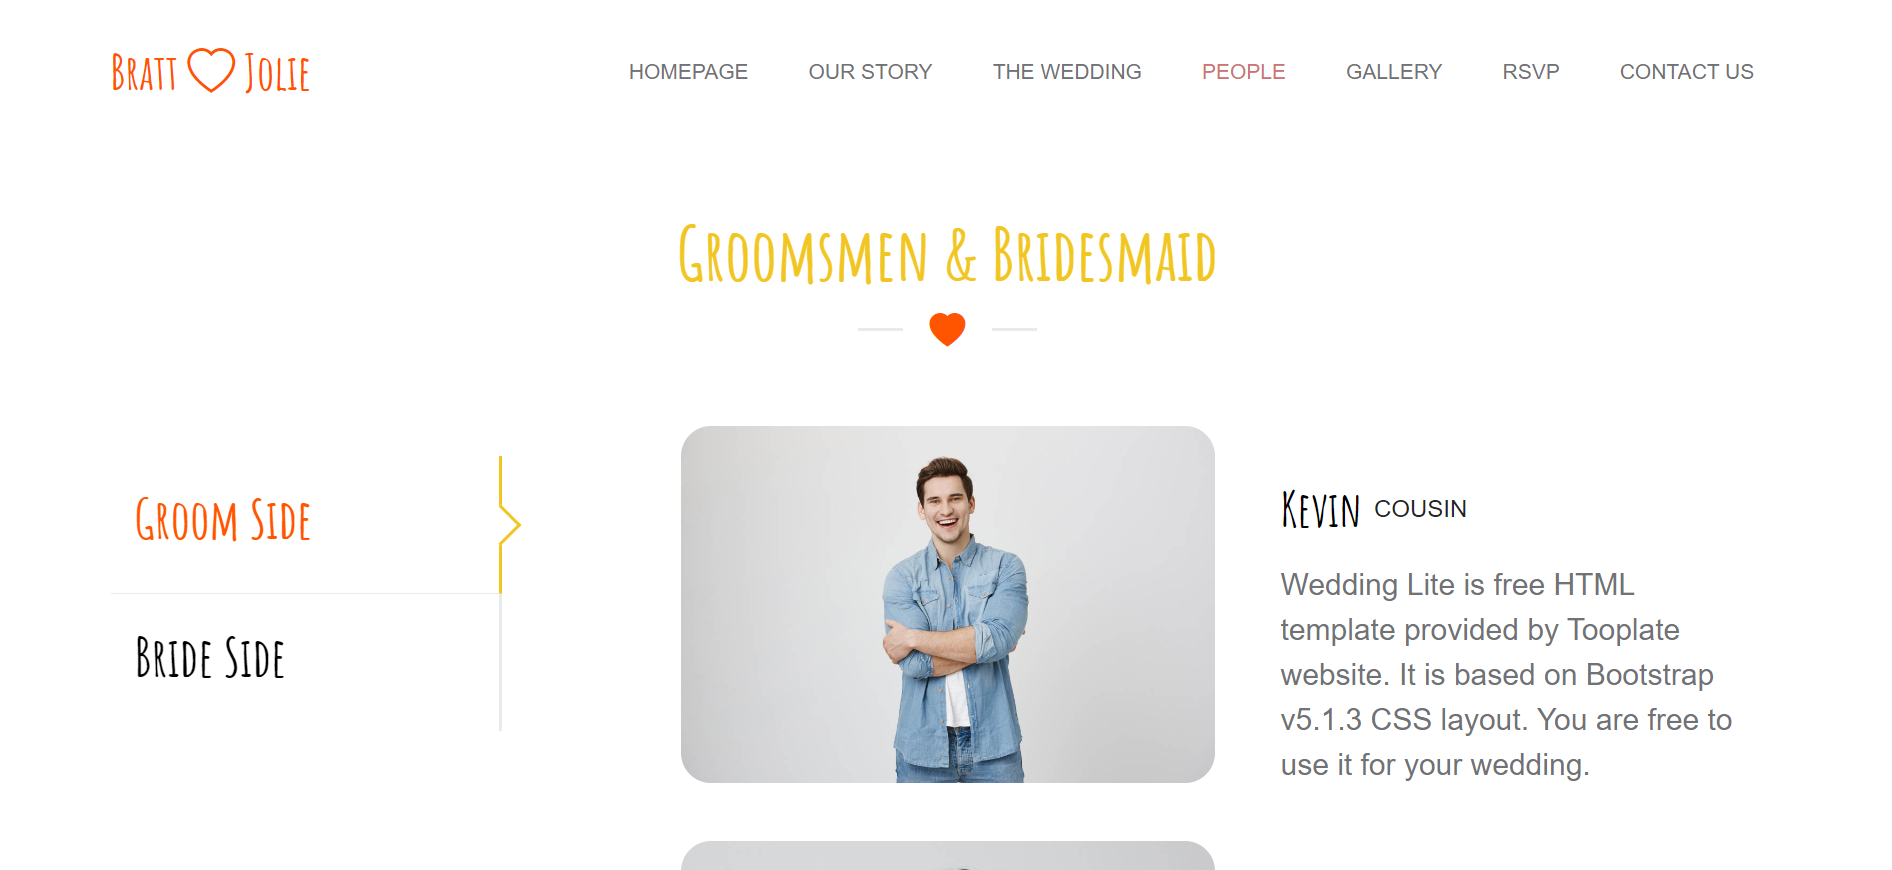 Bratt Jolie
HOMEPAGE OUR STORY THE WEDDING PEOPLE GALLERY RSVP CONTACT US
Groomsmen & Bridesmaid
Groom Side
Bride Side
Kevin COUSIN
Wedding Lite is free HTML
template provided by Tooplate
website. It is based on Bootstrap
v5.1.3 CSS layout. You are free to
use it for your wedding.